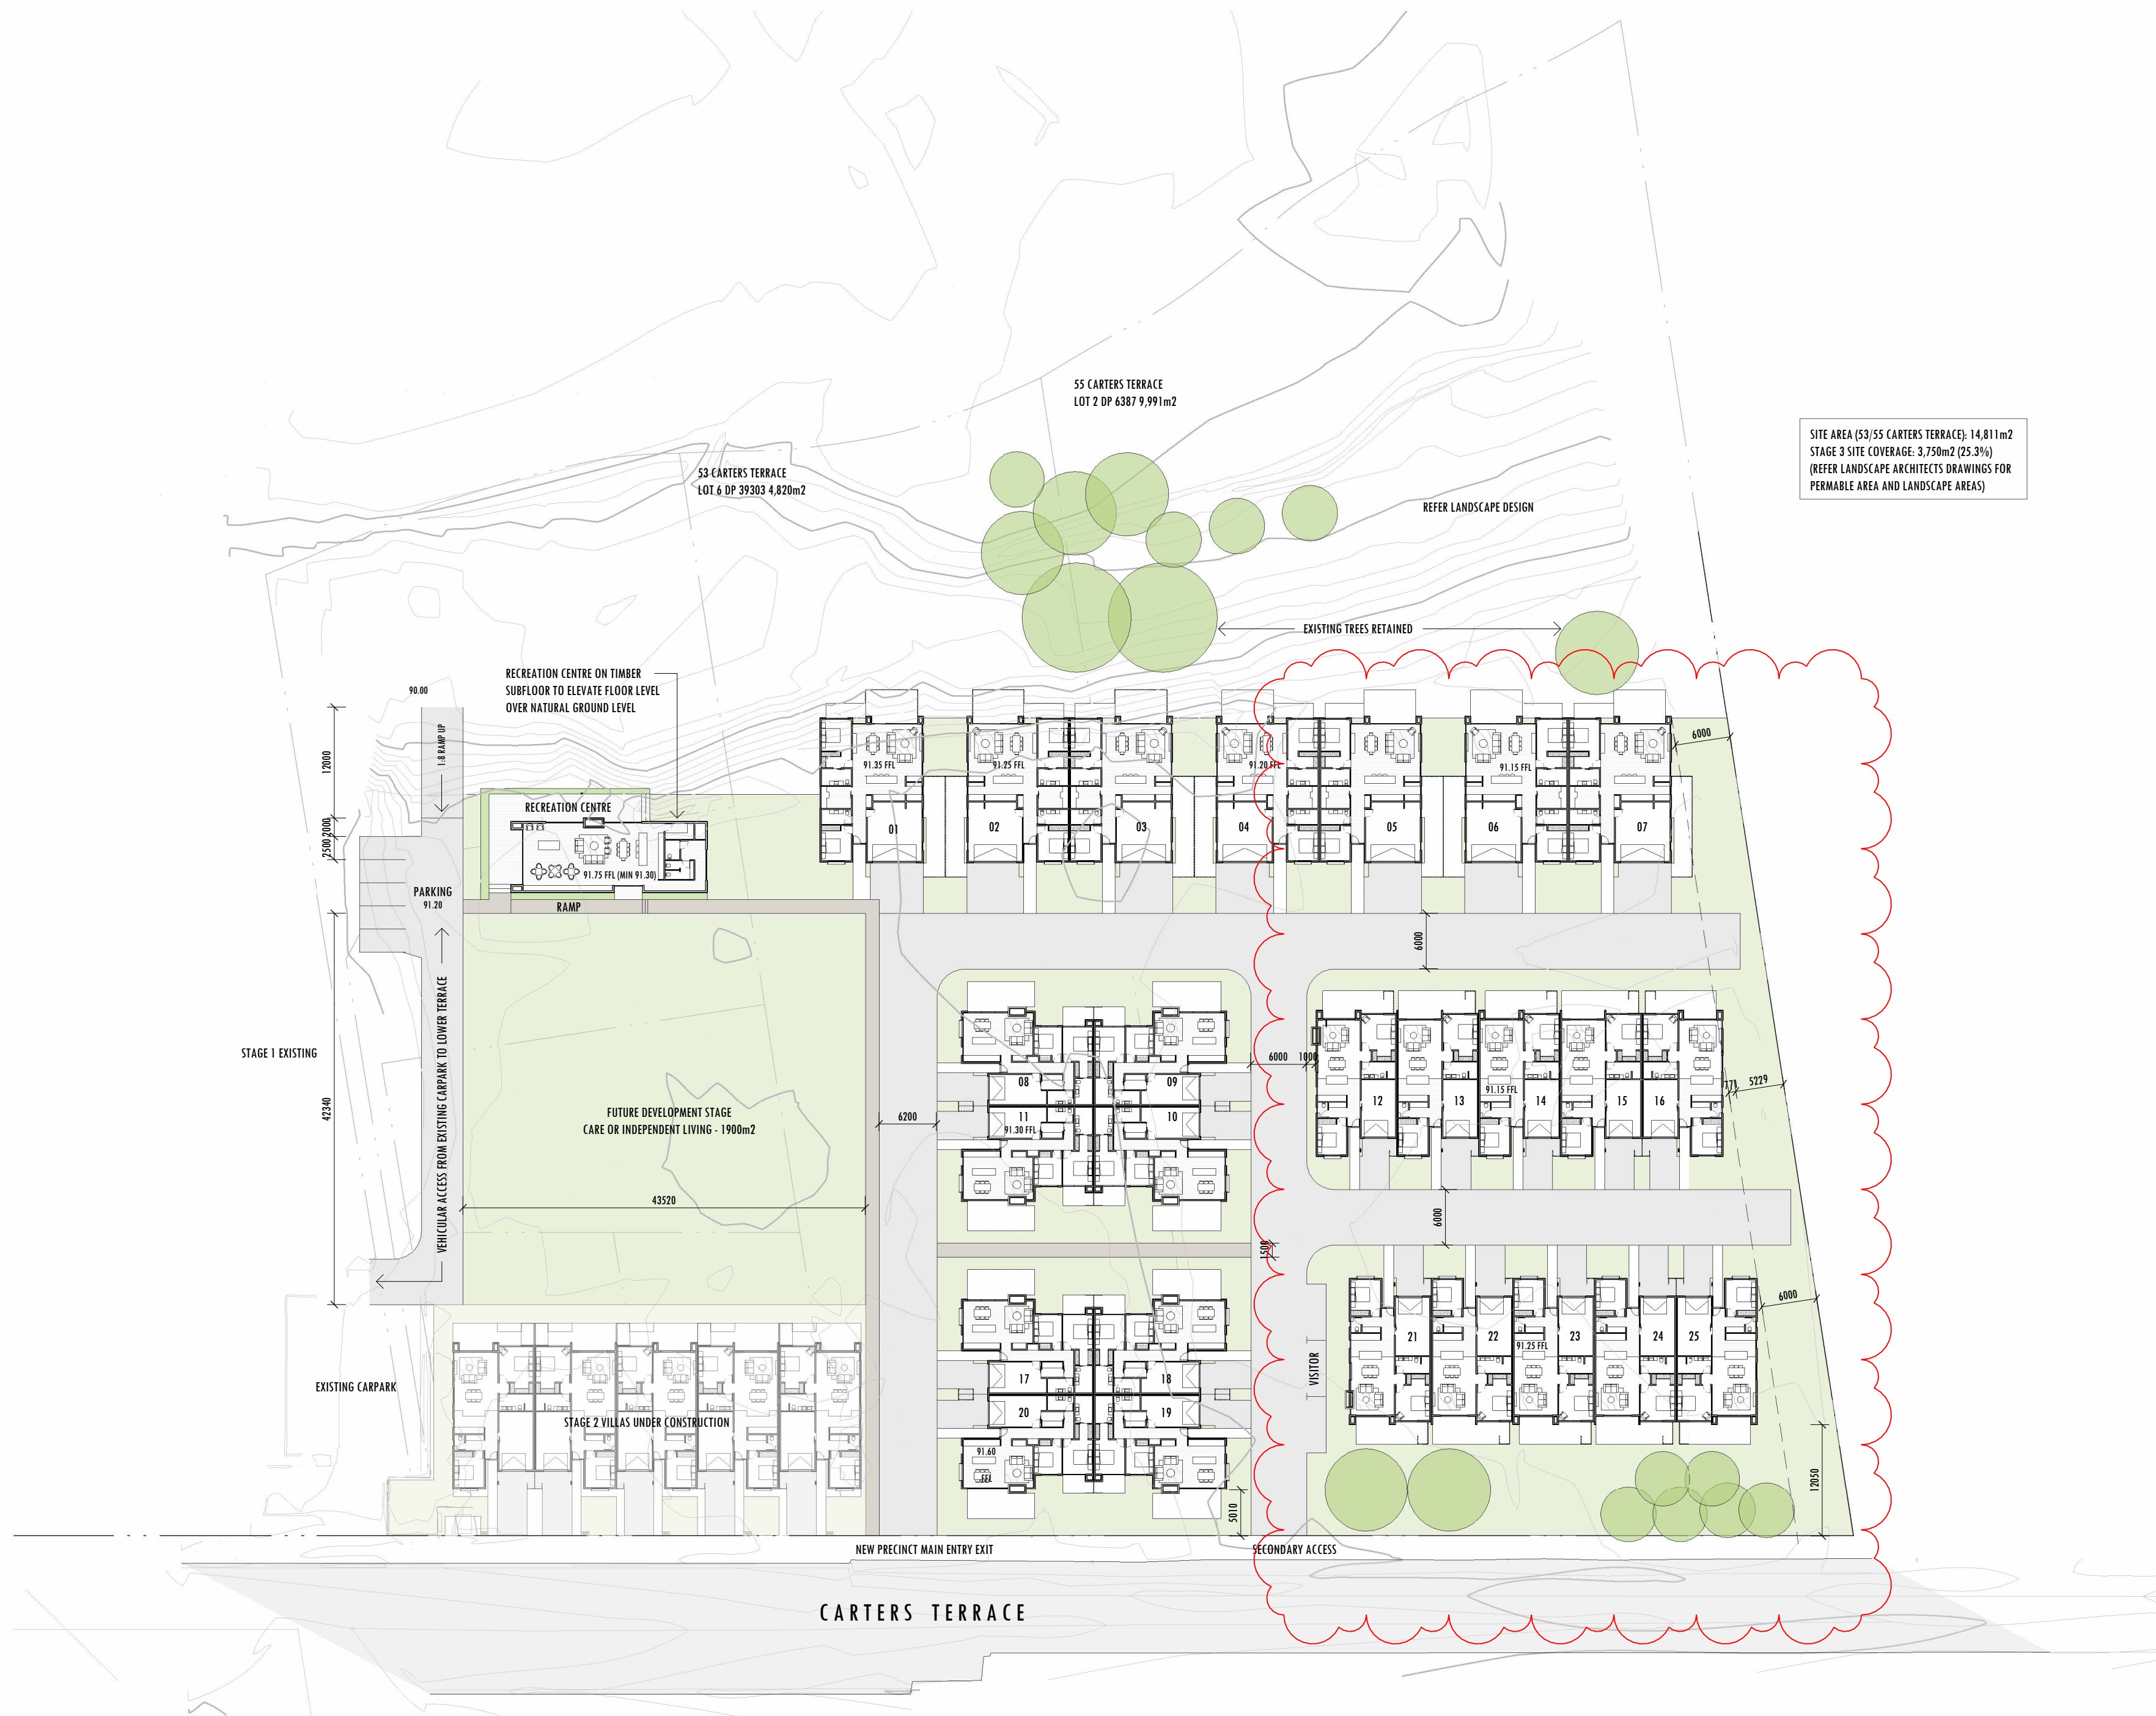 55 CARTERS TERRACE
LOT 2 DP 6387 9,991m2
SITE AREA (53/55 CARTERS TERRACE): 14,811m2
STAGE 3 SITE COVERAGE: 3,750m2 (25.3%)
(REFER LANDSCAPE ARCHITECTS DRAWINGS FOR
PERMABLE AREA AND LANDSCAPE AREAS)
53 CARTERS TERRACE
LOT 6 DP 39303 4,820m2
REFER LANDSCAPE DESIGN
EXISTING TREES RETAINED
RECREATION CENTRE ON TIMBER
SUBFLOOR TO ELEVATE FLOOR LEVEL
OVER NATURAL GROUND LEVEL
90.00
1:8 RAMP UP
12000
2000
2500
6000
91.35 FFL
91.25 FFL
91.20 FFL
91.15 FFL
RECREATION CENTRE
01
02
03
04
05
06
07
91.75 FFL (MIN 91.30)
PARKING
91.20
RAMP
6000
VEHICULAR ACCESS FROM EXISTING CARPARK TO LOWER TERRACE
STAGE 1 EXISTING
42340
FUTURE DEVELOPMENT STAGE
CARE OR INDEPENDENT LIVING - 1900m2
43520
6200
08
09
11
10
91.30 FFL
6000
1000
91.15 FFL
12
13
14
15
16
771
5229
6000
1500
6000
EXISTING CARPARK
STAGE 2 VILLAS UNDER CONSTRUCTION
17
18
20
19
91.60
FFL
VISITOR
21
22
23
24
25
91.25 FFL
5010
12050
NEW PRECINCT MAIN ENTRY EXIT
SECONDARY ACCESS
CARTERS TERRACE